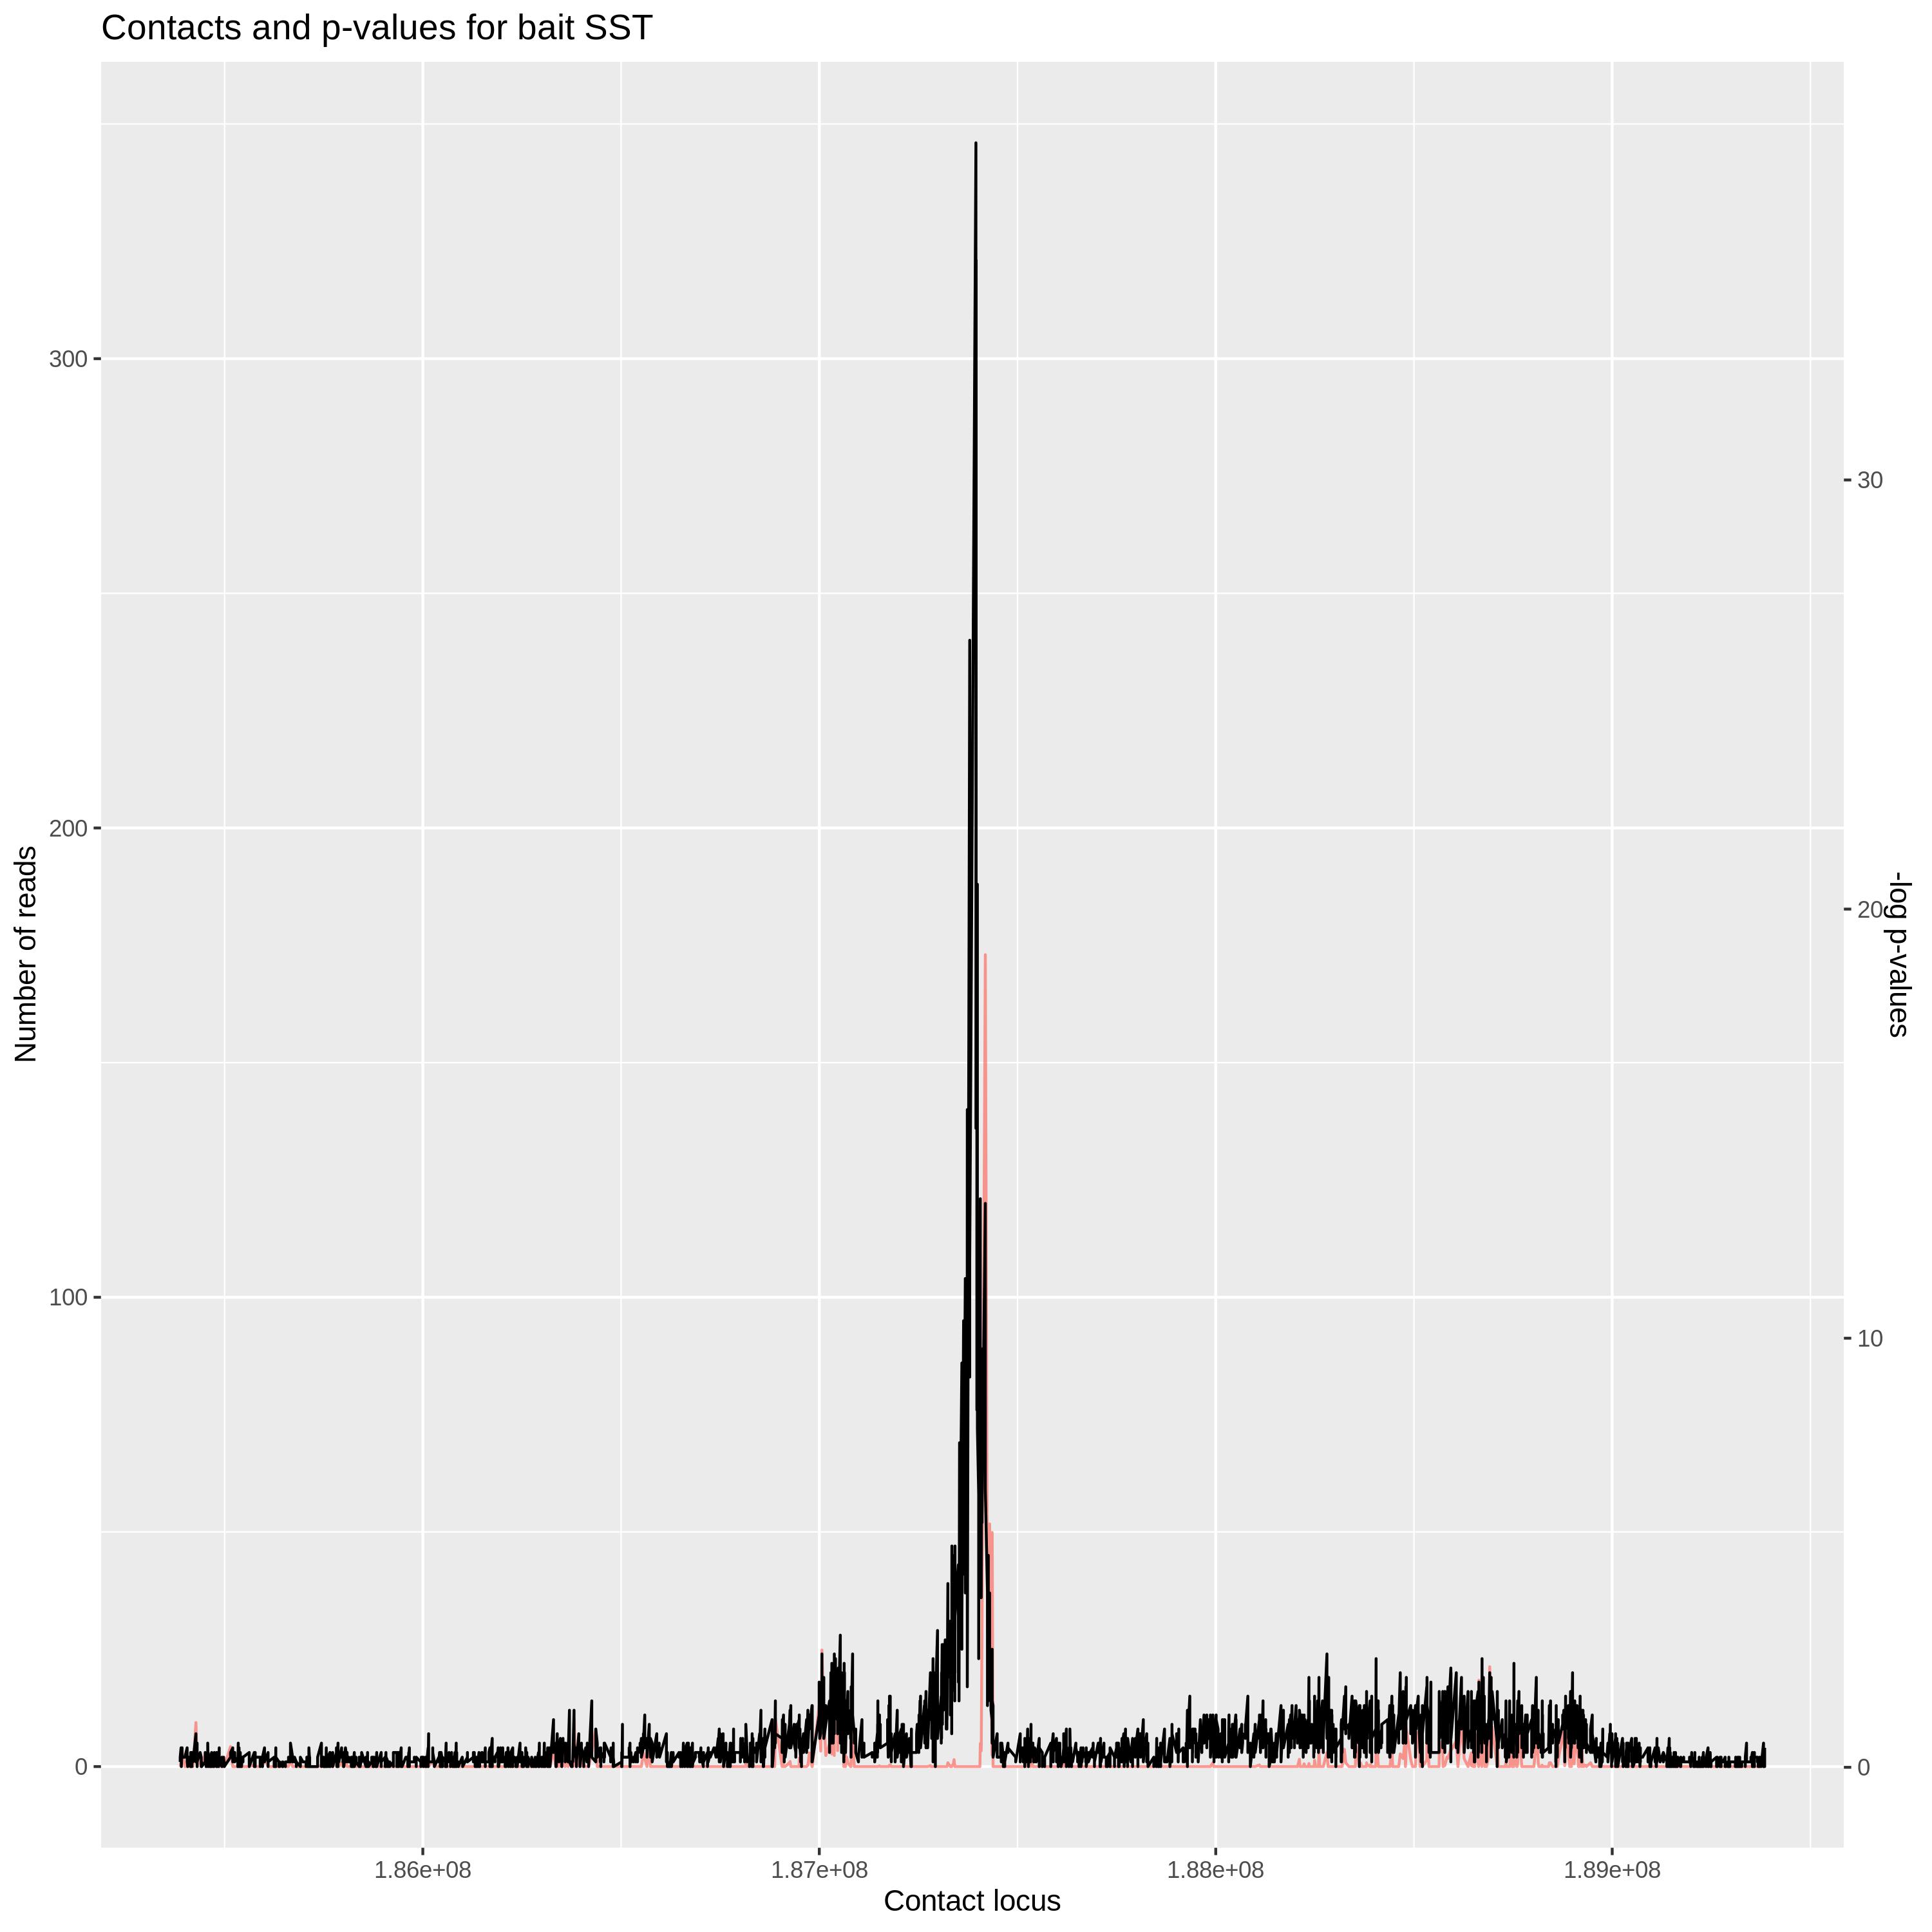 Contacts and p-values for bait SST
300
200
100
0
Number of reads
30
20
10
0
-log p-values
1.86e+08
1.87e+08
1.88e+08
1.89e+08
Contact locus